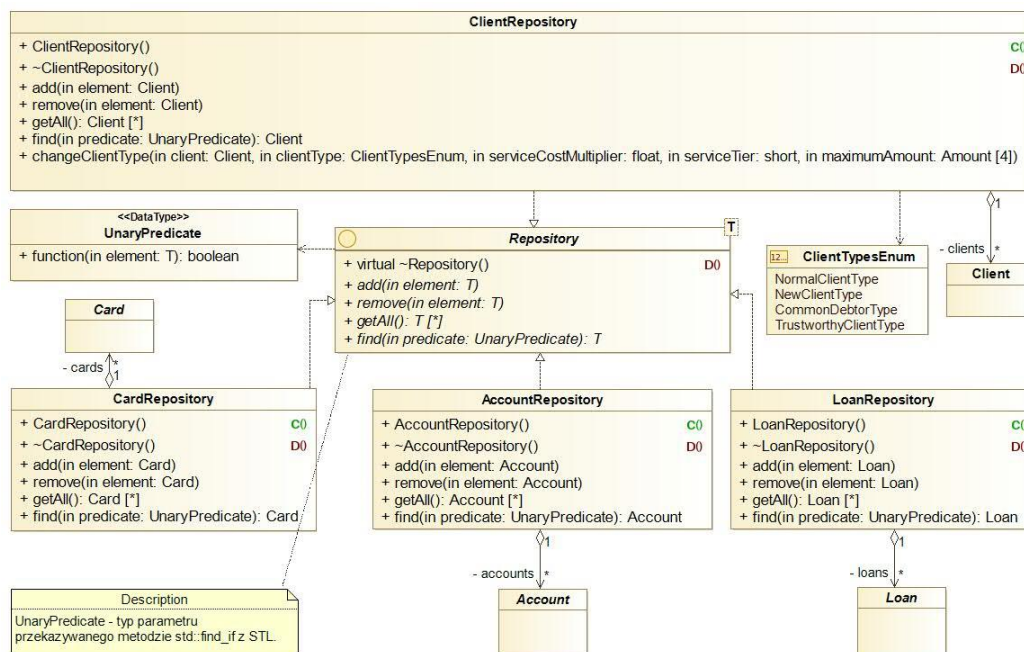 ClientRepository
+ ClientRepository()
C()
+ ~ClientRepository()
D()
+ add(in element: Client)
+ remove(in element: Client)
+ getAll(): Client [*]
+ find(in predicate: UnaryPredicate): Client
+ changeClientType(in client: Client, in clientType: ClientTypesEnum, in serviceCostMultiplier: float, in serviceTier: short, in maximumAmount: Amount [4])
<<DataType>>
UnaryPredicate
+ function(in element: T): boolean
T
Repository
+ virtual ~Repository()
D()
+ add(in element: T)
+ remove(in element: T)
+ getAll(): T [*]
+ find(in predicate: UnaryPredicate): T
12...
ClientTypesEnum
NormalClientType
NewClientType
CommonDebtorType
TrustworthyClientType
1
- clients
*
Client
Card
- cards
*
1
CardRepository
+ CardRepository()
C()
+ ~CardRepository()
D()
+ add(in element: Card)
+ remove(in element: Card)
+ getAll(): Card [*]
+ find(in predicate: UnaryPredicate): Card
AccountRepository
+ AccountRepository()
C()
+ ~AccountRepository()
D()
+ add(in element: Account)
+ remove(in element: Account)
+ getAll(): Account [*]
+ find(in predicate: UnaryPredicate): Account
LoanRepository
+ LoanRepository()
C()
+ ~LoanRepository()
D()
+ add(in element: Loan)
+ remove(in element: Loan)
+ getAll(): Loan [*]
+ find(in predicate: UnaryPredicate): Loan
1
- accounts
*
Account
1
- loans
*
Loan
Description
UnaryPredicate - typ parametru
przekazywanego metodzie std::find_if z STL.